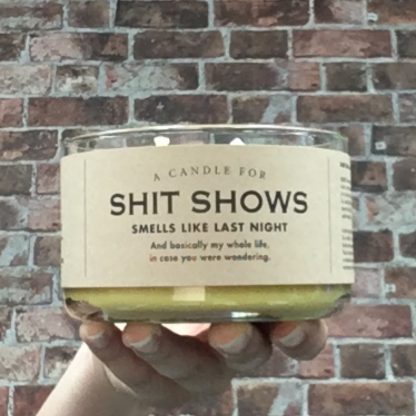 A CANDLE FOR
SHIT SHOWS
SMELLS LIKE LAST NIGHT
And basically my whole life,
in case you were wondering.